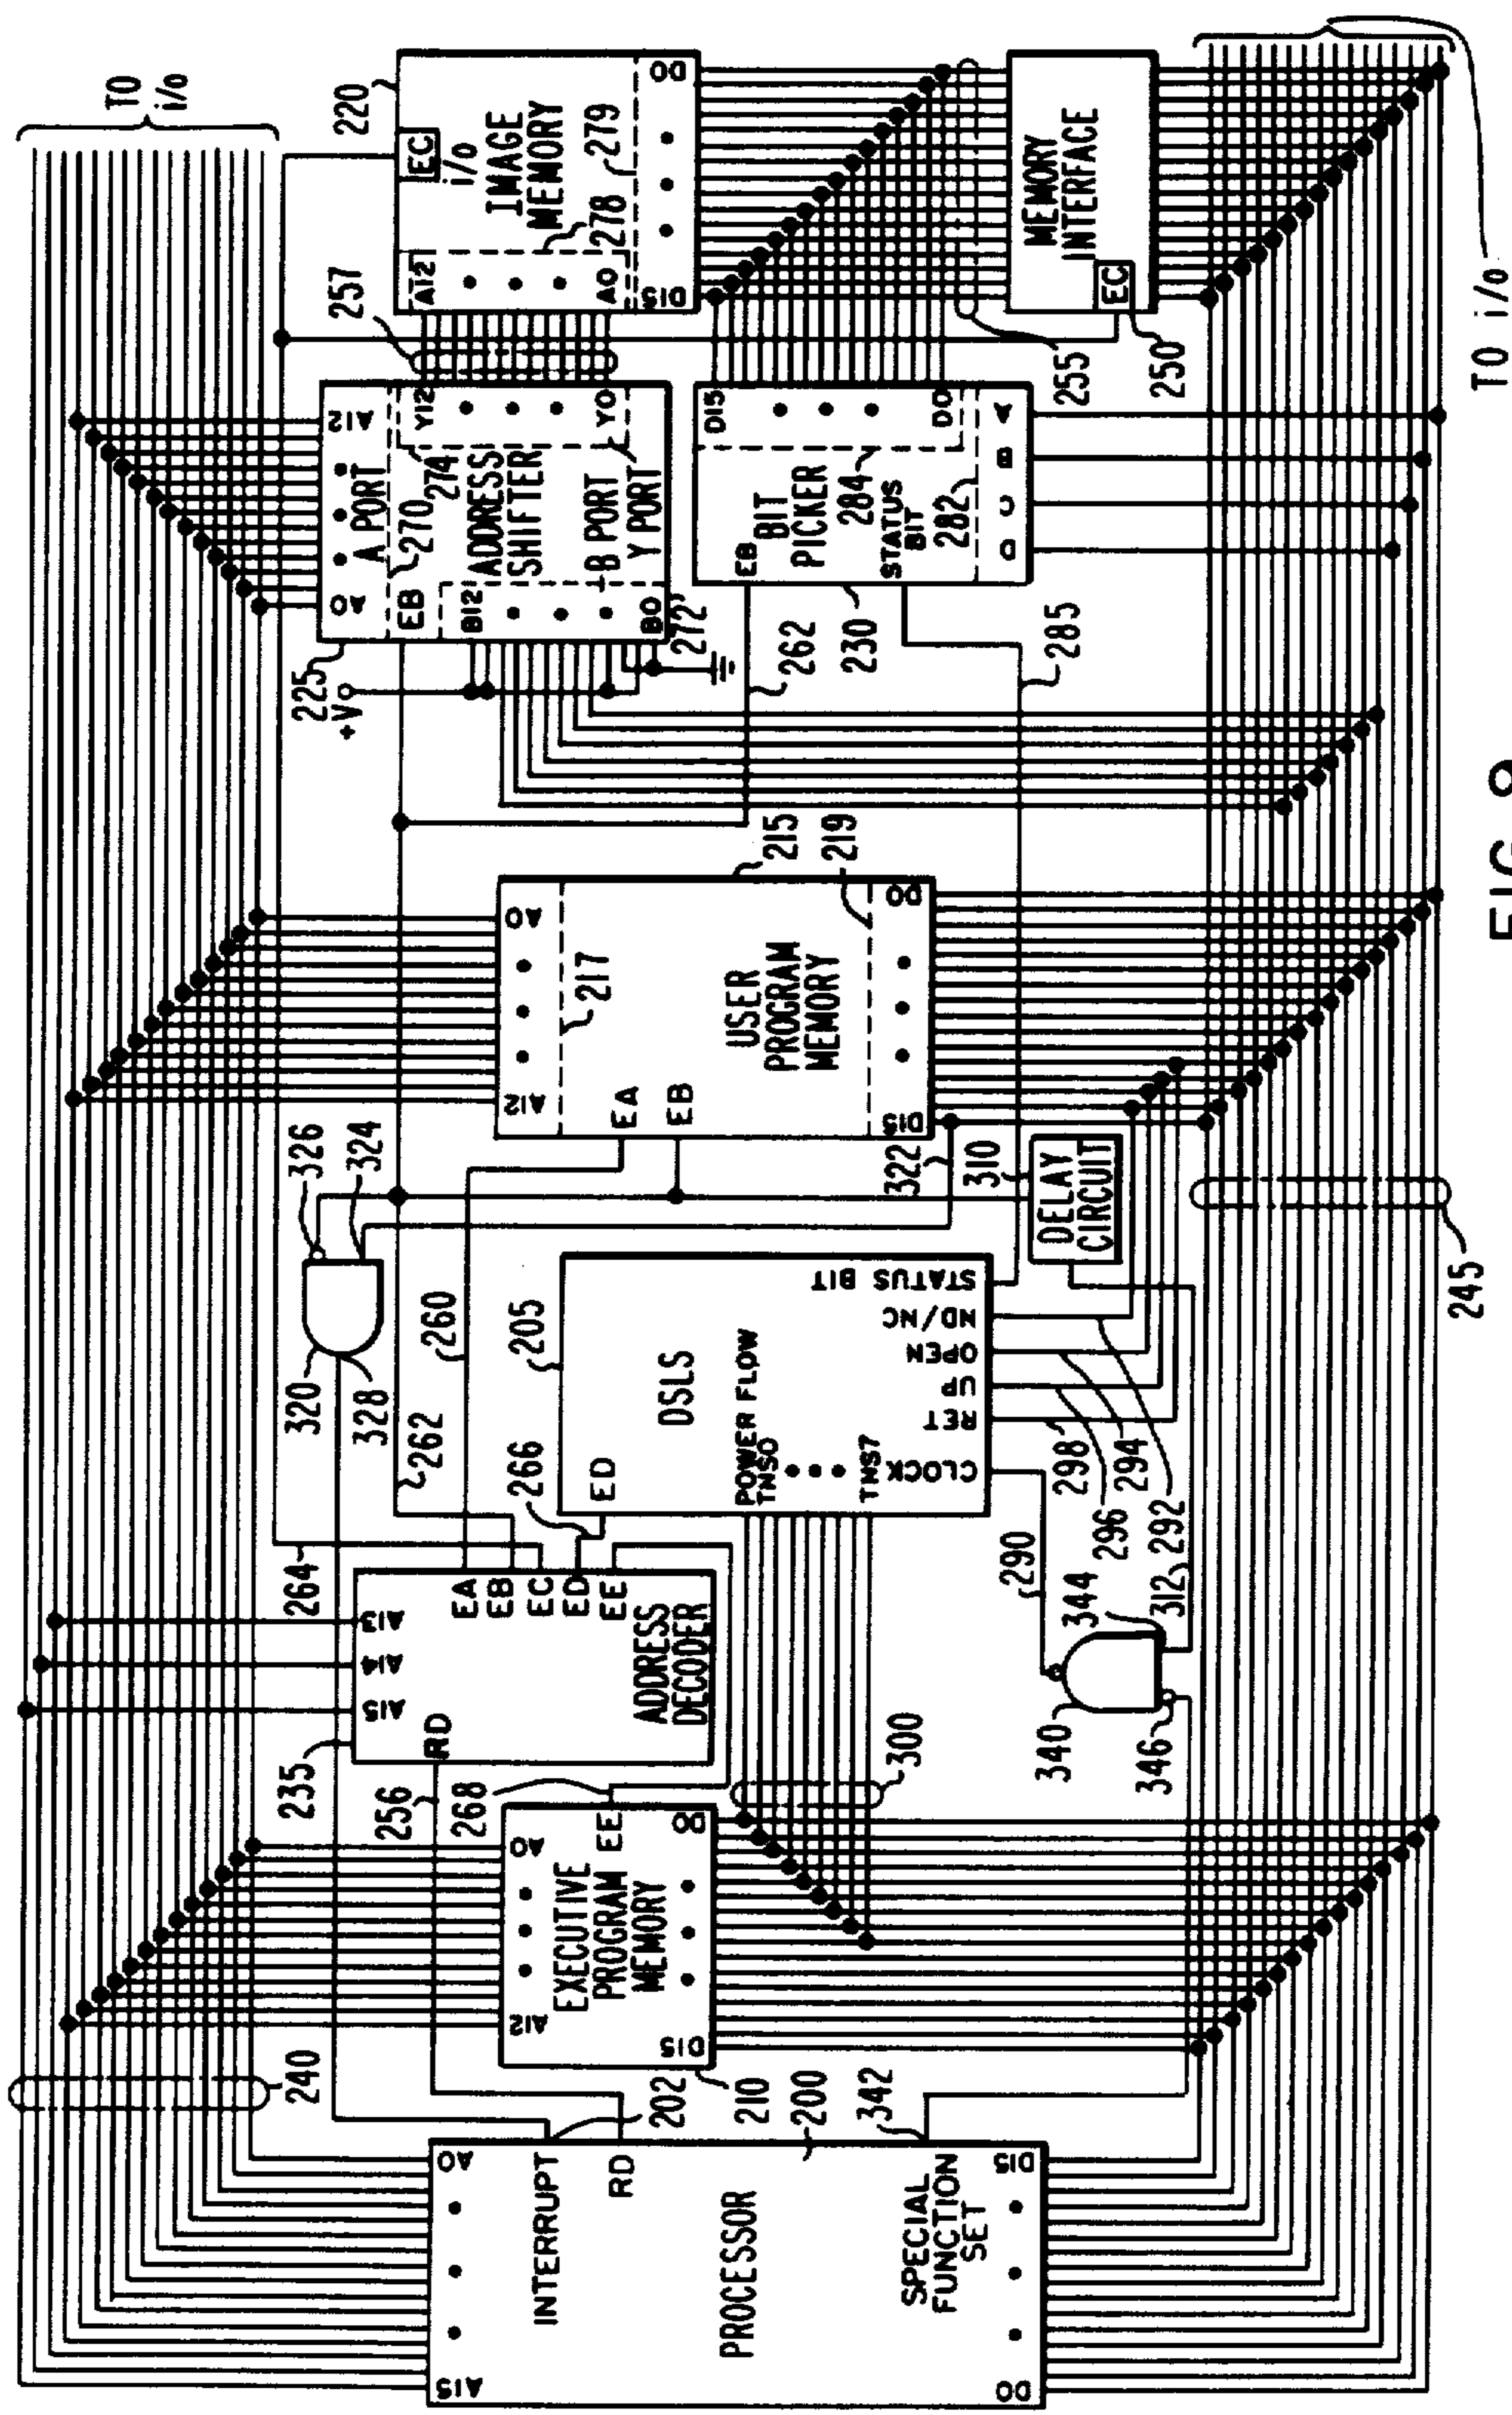 TO
i/o
240
235
264
320
328
326
324
225
+V
257
220
A15
A14
A13
RD
EA
EB
EC
ED
EE
ADDRESS
DECODER
256
268
266
262
260
205
A0
A15
INTERRUPT
RD
PROCESSOR
SPECIAL
FUNCTION
SET
D15
D0
202
210
200
342
A12
A0
EXECUTIVE
PROGRAM
MEMORY
EE
D15
D0
300
ED
DSLS
POWER FLOW
TNS0
TNS7
CLOCK
RET
UP
OPEN
ND/NC
STATUS BIT
290
298
296
294
292
312
344
340
346
DELAY
CIRCUIT
310
322
A12
A0
217
EA
EB
USER
PROGRAM
MEMORY
D15
D0
215
219
A0
A12
A PORT
EB
270
274
ADDRESS
SHIFTER
B12
B0
Y12
Y0
B PORT
Y PORT
272
262
230
285
EB
BIT
PICKER
284
STATUS
BIT
282
D15
D0
D
C
B
A
EC
i/o
IMAGE
MEMORY
278
279
A12
A0
D15
D0
MEMORY
INTERFACE
EC
255
250
245
TO i/o
FIG. 8